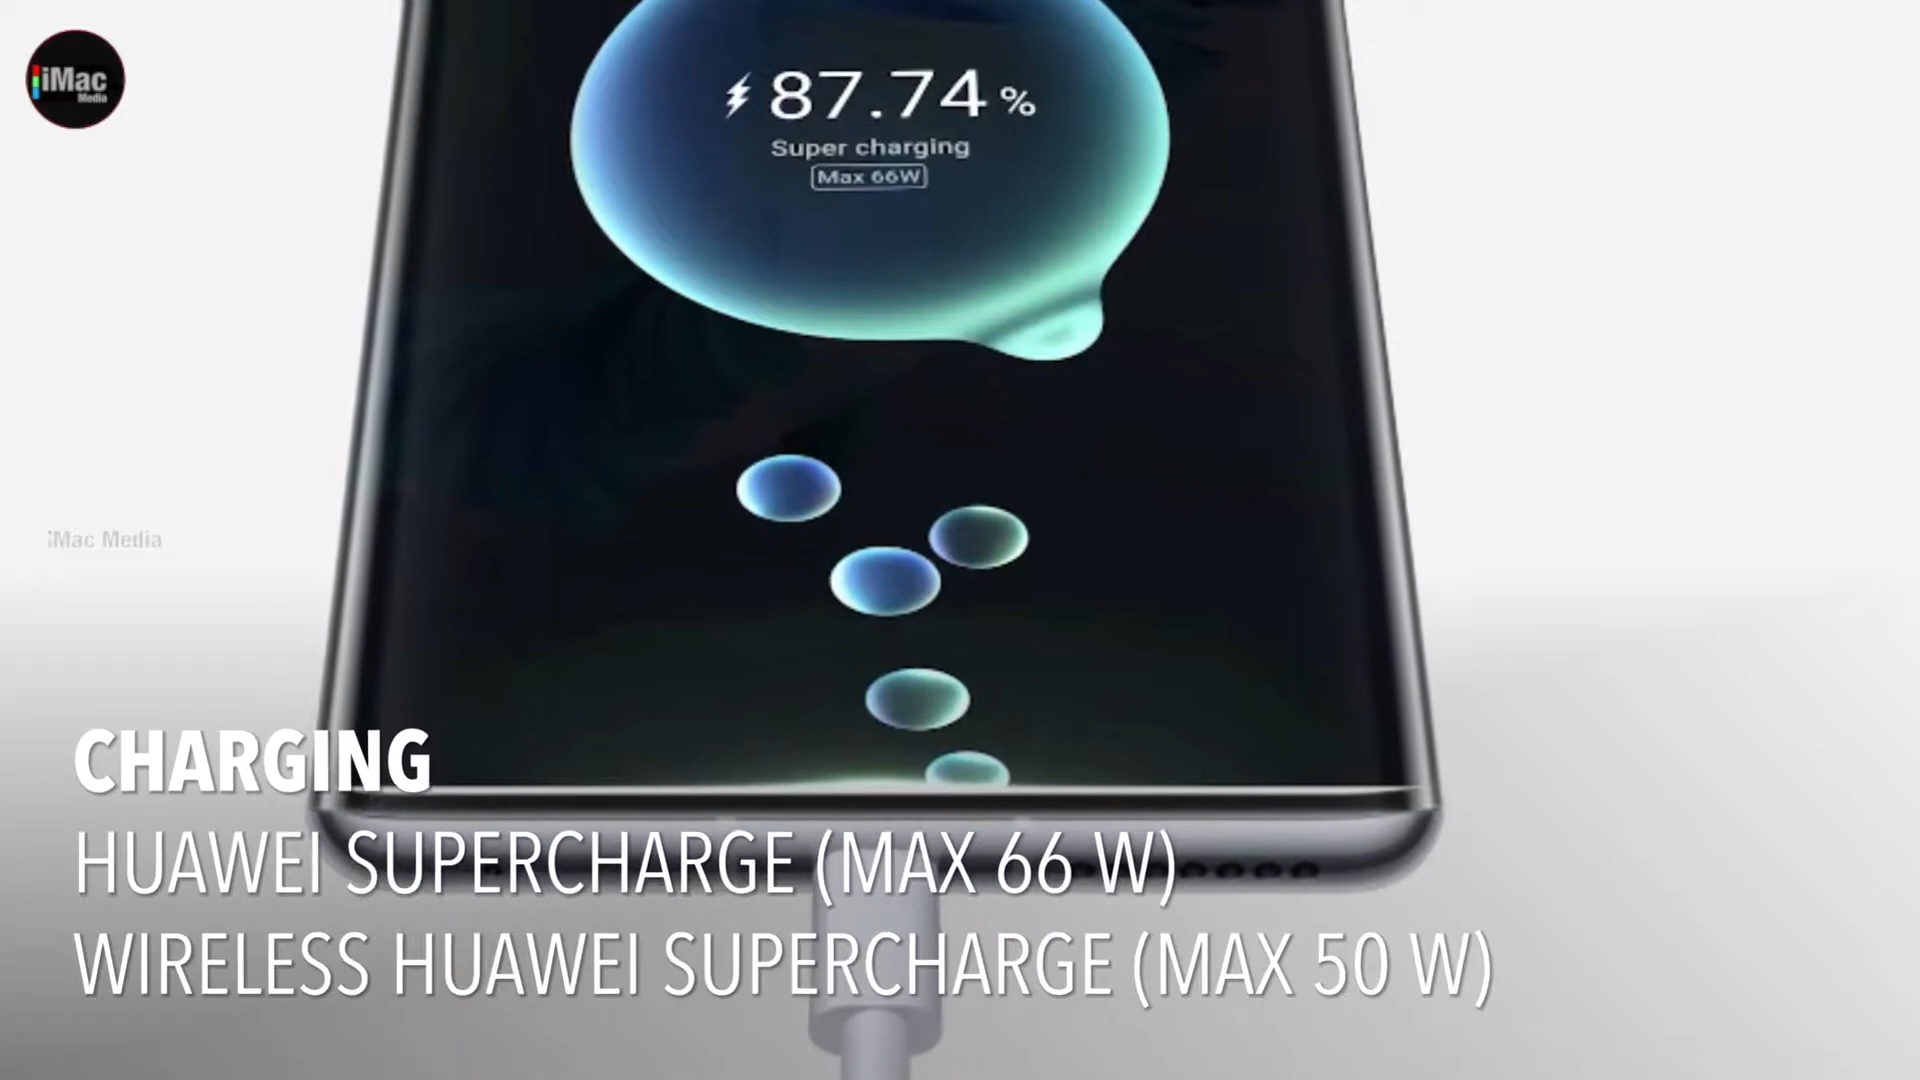 iMac
Media
87.74 %
Super charging
Max 66W
iMac Media
CHARGING
HUAWEI SUPERCHARGE (MAX 66 W)
WIRELESS HUAWEI SUPERCHARGE (MAX 50 W)